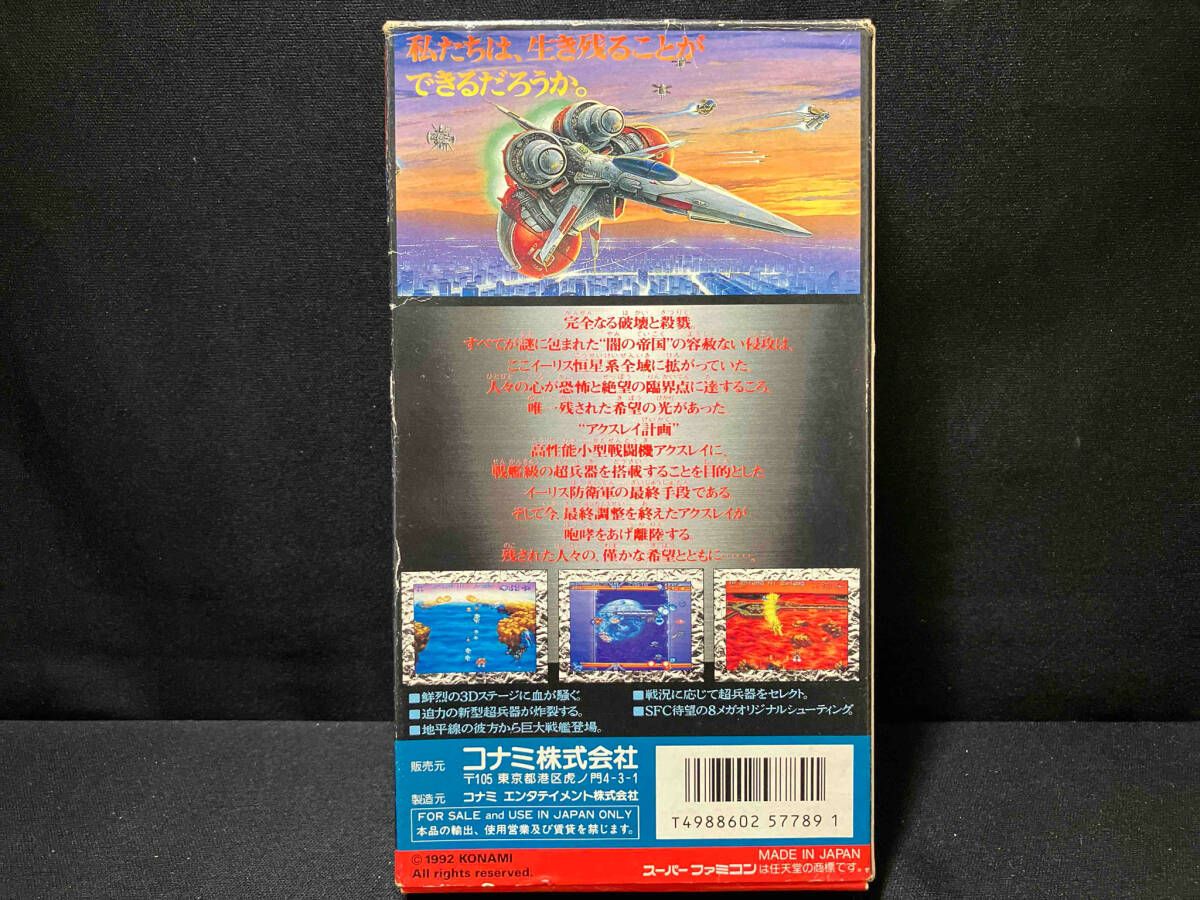 私たちは、生き残ることが
できるだろうか。
完全なる破壊と殺戮。
すべてが謎に包まれた“闇の帝国”の容赦ない侵攻は、
ここイーリス恒星系全域に拡がっていた。
人々の心が恐怖と絶望の臨界点に達するころ、
唯一残された希望の光があった
“アクスレイ計画”
高性能小型戦闘機アクスレイに、
戦艦級の超兵器を搭載することを目的とした
イーリス防衛軍の最終手段である。
そして今、最終調整を終えたアクスレイが
咆哮をあげ離陸する。
残された人々の、僅かな希望とともに……。
■鮮烈の3Dステージに血が騒ぐ。
■迫力の新型超兵器が炸裂する。
■地平線の彼方から巨大戦艦登場。
■戦況に応じて超兵器をセレクト。
■SFC待望の8メガオリジナルシューティング。
販売元 コナミ株式会社
〒105 東京都港区虎ノ門4-3-1
製造元 コナミ エンタテイメント株式会社
FOR SALE and USE IN JAPAN ONLY
本品の輸出、使用営業及び賃貸を禁じます。
T4988602 57789 1
© 1992 KONAMI
All rights reserved.
MADE IN JAPAN
スーパーファミコンは任天堂の商標です。